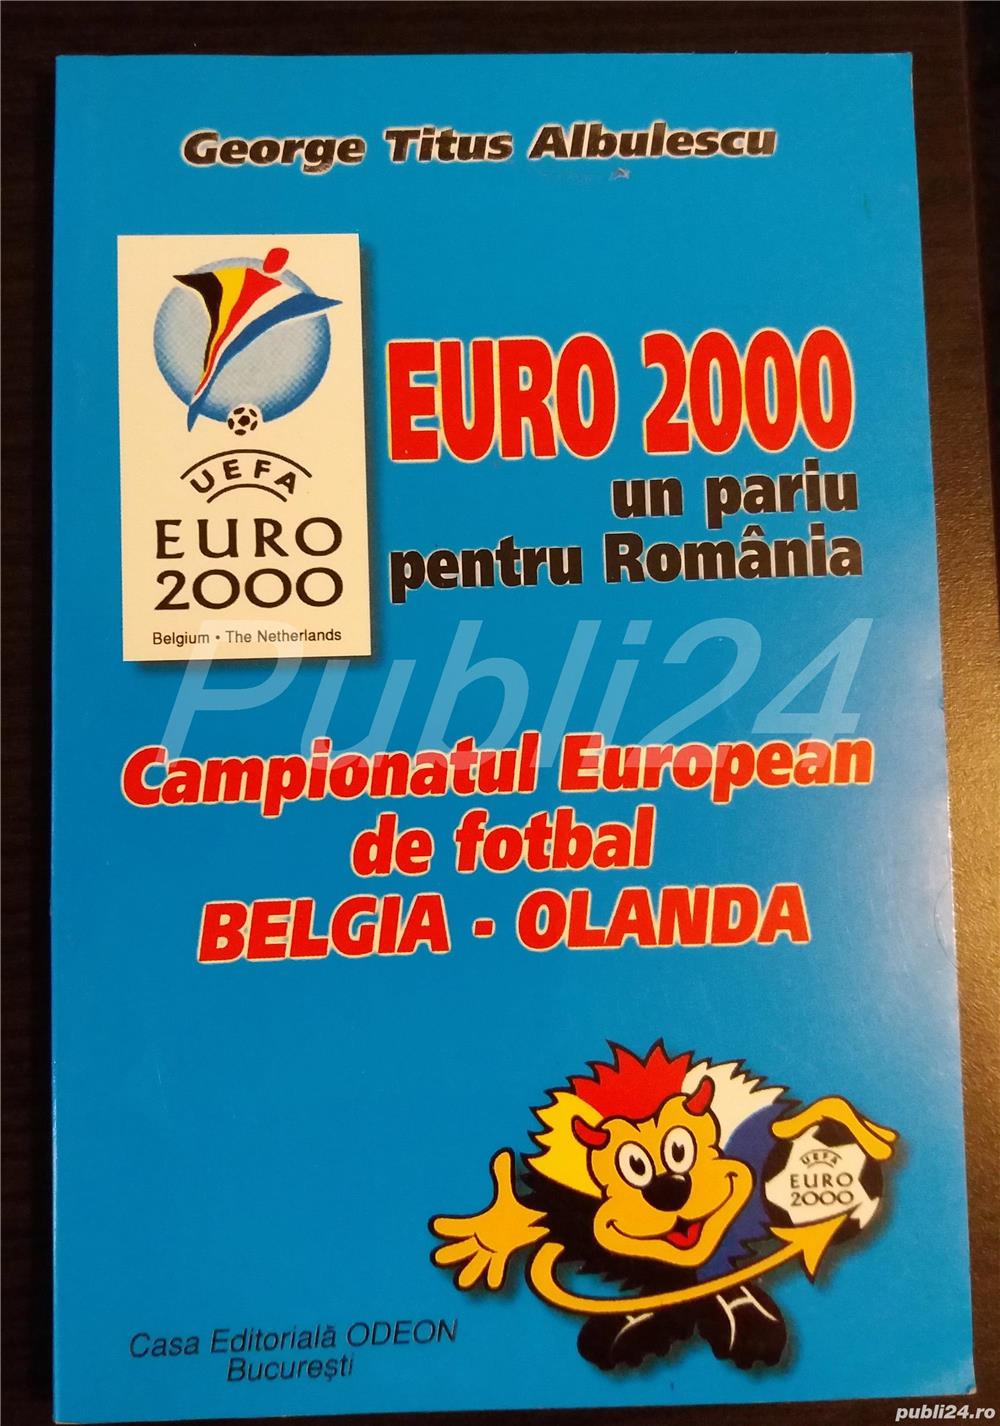 George Titus Albulescu
UEFA
EURO
2000
Belgium • The Netherlands
EURO 2000
un pariu
pentru România
Publi24
Campionatul European
de fotbal
BELGIA - OLANDA
UEFA
EURO
2000
Casa Editorială ODEON
Bucureşti
publi24.ro